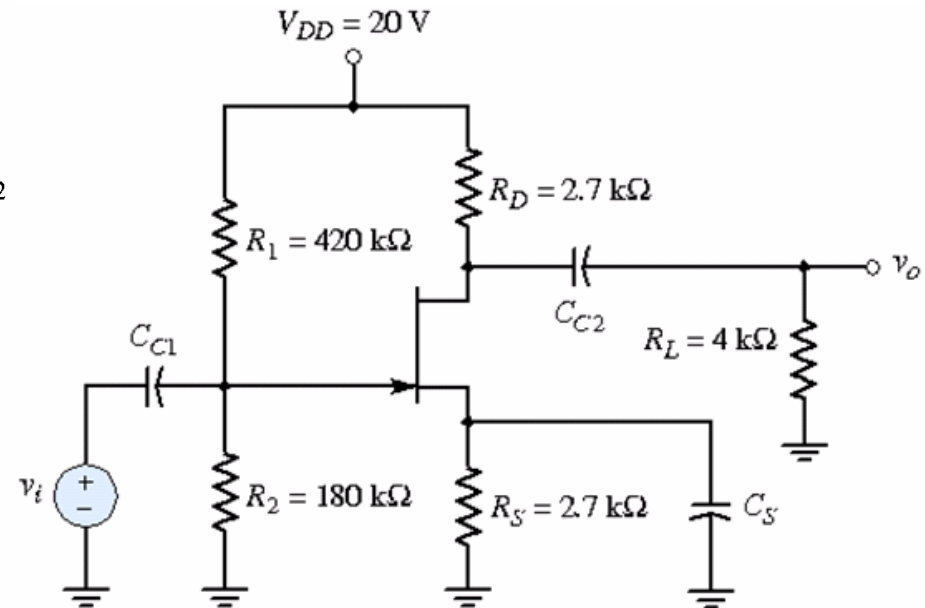 V_DD = 20 V
2
R_D = 2.7 kΩ
R_1 = 420 kΩ
v_o
C_C2
C_C1
R_L = 4 kΩ
v_i
+
−
R_2 = 180 kΩ
R_S = 2.7 kΩ
C_S